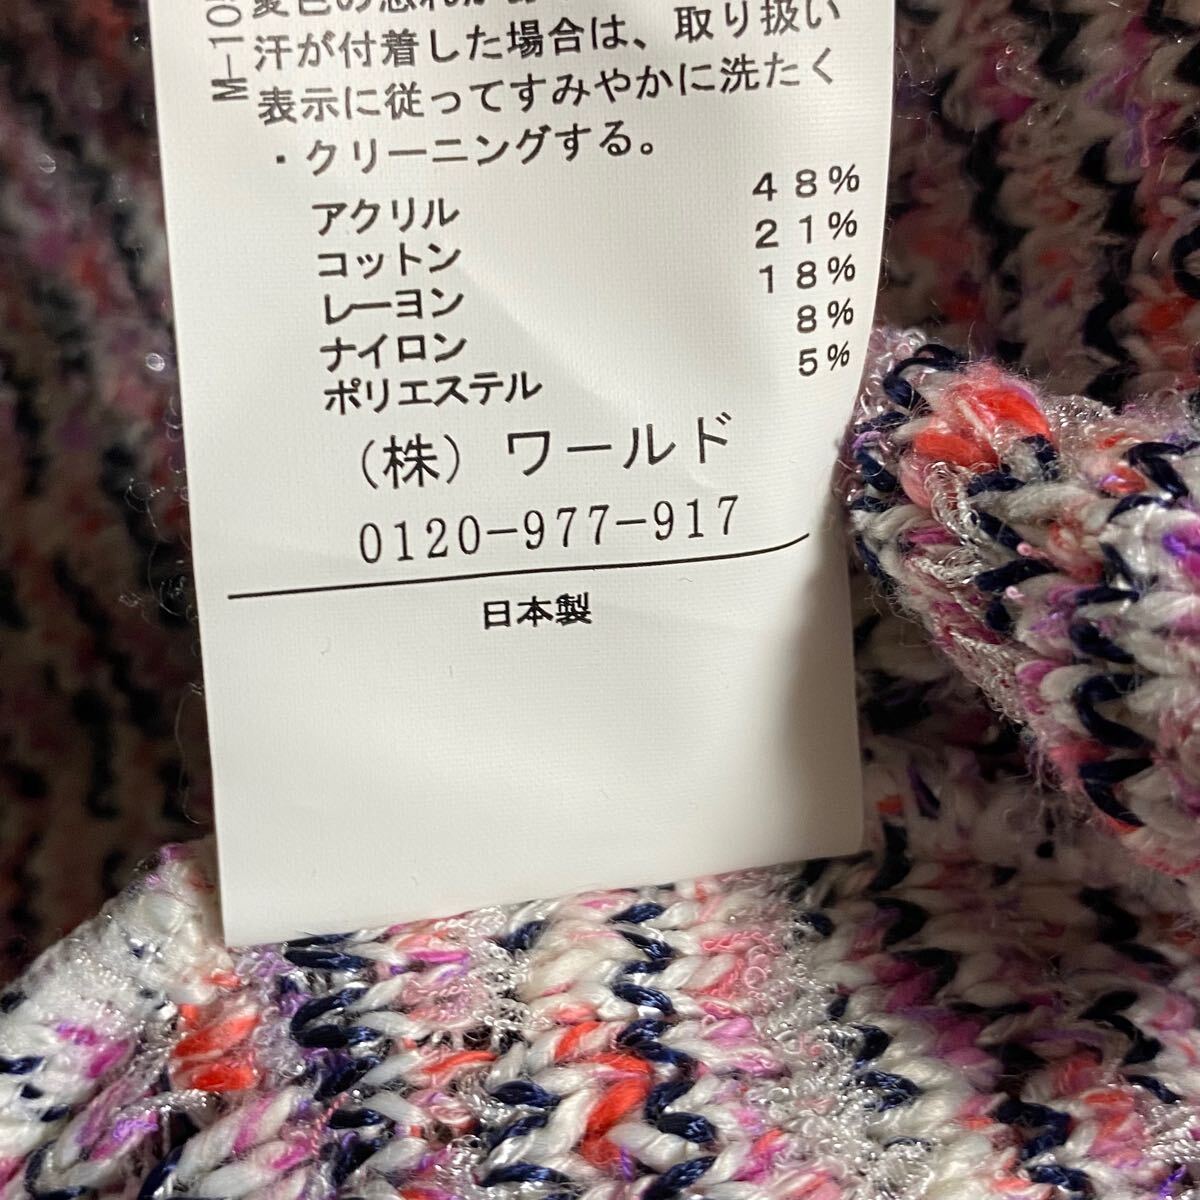 汗が付着した場合は、取り扱い
表示に従ってすみやかに洗たく
・クリーニングする。
アクリル 48%
コットン 21%
レーヨン 18%
ナイロン 8%
ポリエステル 5%
(株) ワールド
0120-977-917
日本製